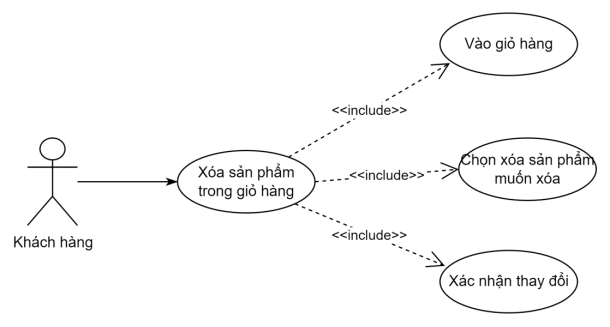 Vào giỏ hàng
<<include>>
Xóa sản phẩm
trong giỏ hàng
<<include>>
Chọn xóa sản phẩm
muốn xóa
Khách hàng
<<include>>
Xác nhận thay đổi